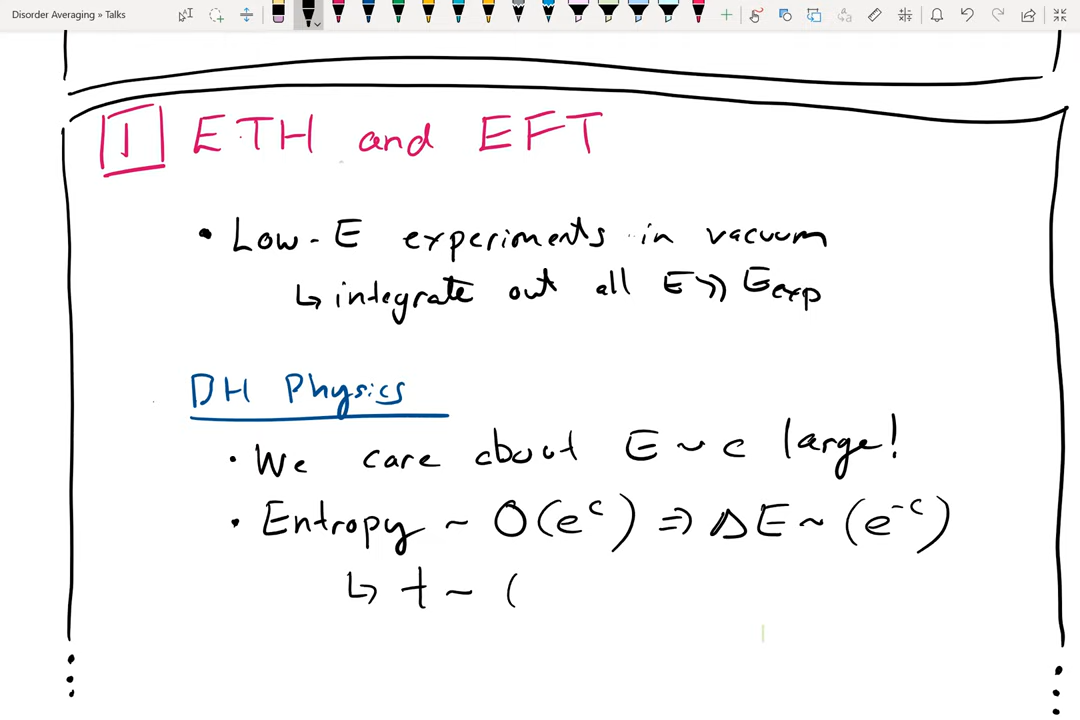 Disorder Averaging » Talks
1 ETH and EFT
• Low-E experiments in vacuum
↳ integrate out all E >> Eexp
BH Physics
• We care about E ~ c large!
• Entropy ~ O(e^c) => ΔE ~ (e^-c)
↳ t ~ (